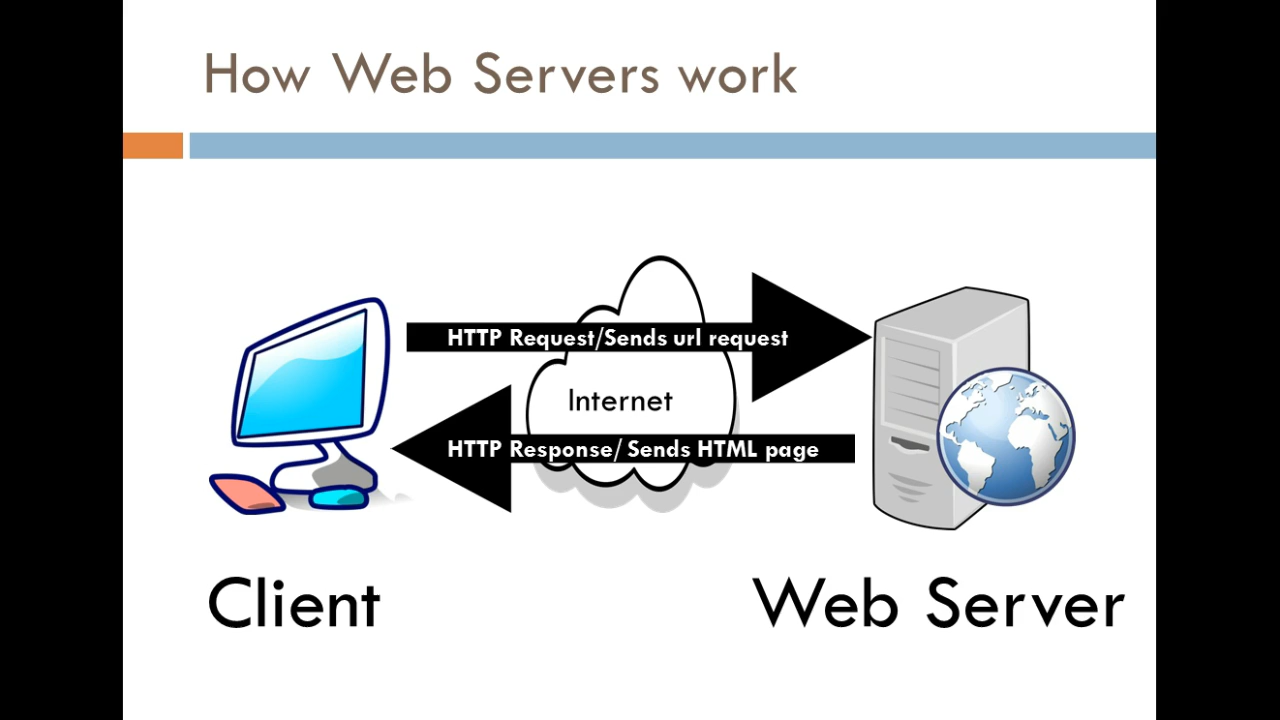 How Web Servers work
HTTP Request/Sends url request
Internet
HTTP Response/ Sends HTML page
Client
Web Server